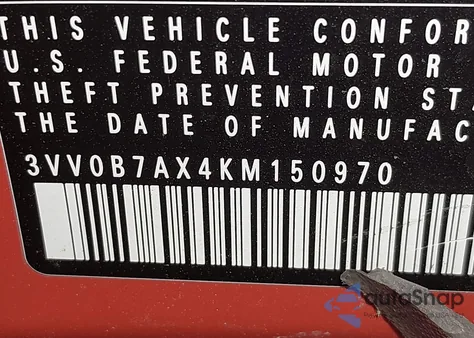 THIS VEHICLE CONFOR
U.S. FEDERAL MOTOR
THEFT PREVENTION ST
THE DATE OF MANUFAC
3VV0B7AX4KM150970
autoSnap